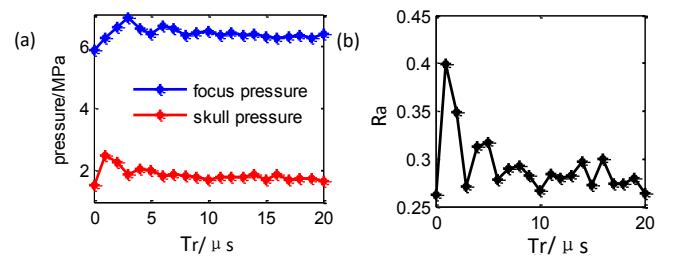 (a)
pressure/MPa
6
4
2
focus pressure
skull pressure
0 5 10 15 20
Tr/ μ s
(b)
Ra
0.45
0.4
0.35
0.3
0.25
0 10 20
Tr/ μ s